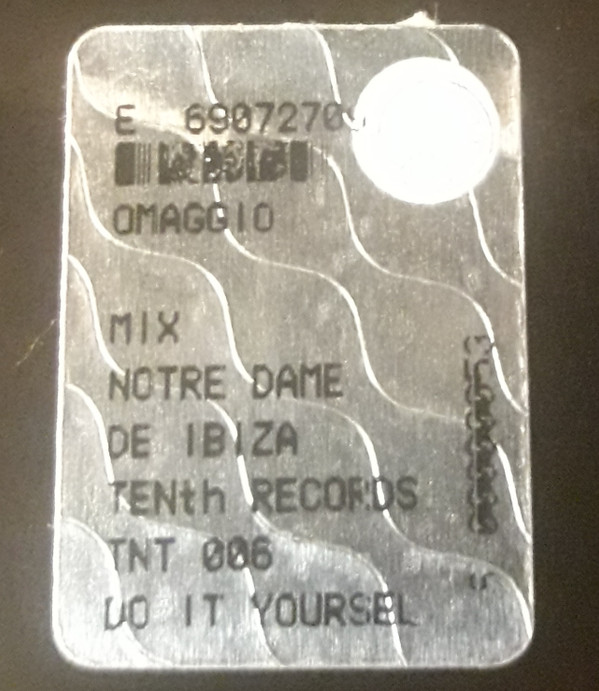 E 6907270
OMAGGIO
MIX
NOTRE DAME
DE IBIZA
TENth RECORDS
TNT 006
DO IT YOURSEL